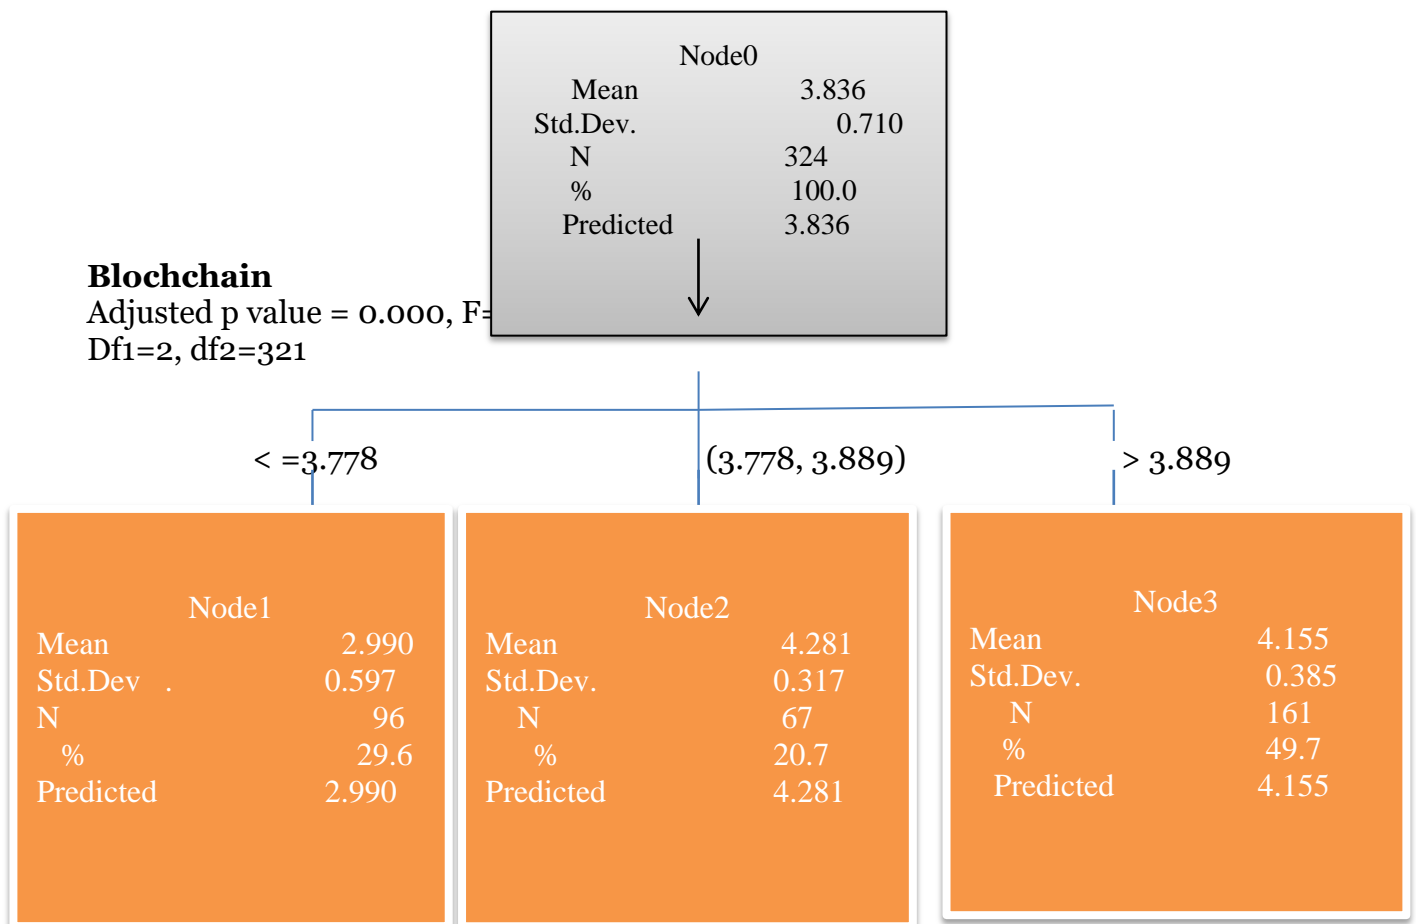 Node0
Mean 3.836
Std.Dev. 0.710
N 324
% 100.0
Predicted 3.836
Blochchain
Adjusted p value = 0.000, F=
Df1=2, df2=321
< =3.778 (3.778, 3.889) > 3.889
Node1
Mean 2.990
Std.Dev . 0.597
N 96
% 29.6
Predicted 2.990
Node2
Mean 4.281
Std.Dev. 0.317
N 67
% 20.7
Predicted 4.281
Node3
Mean 4.155
Std.Dev. 0.385
N 161
% 49.7
Predicted 4.155